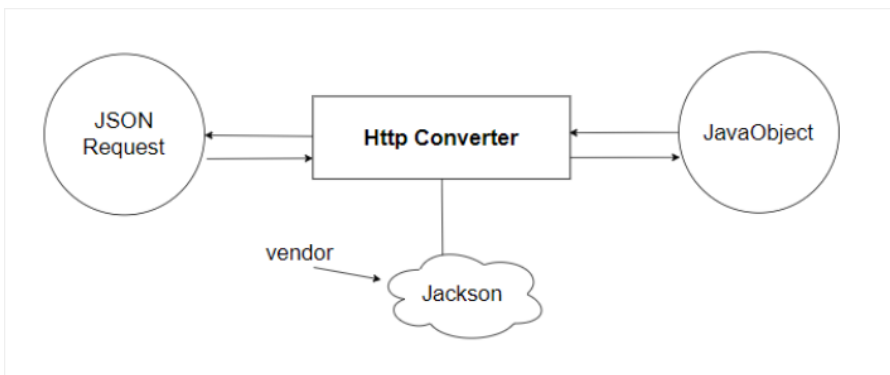 JSON
Request
Http Converter
JavaObject
vendor
Jackson